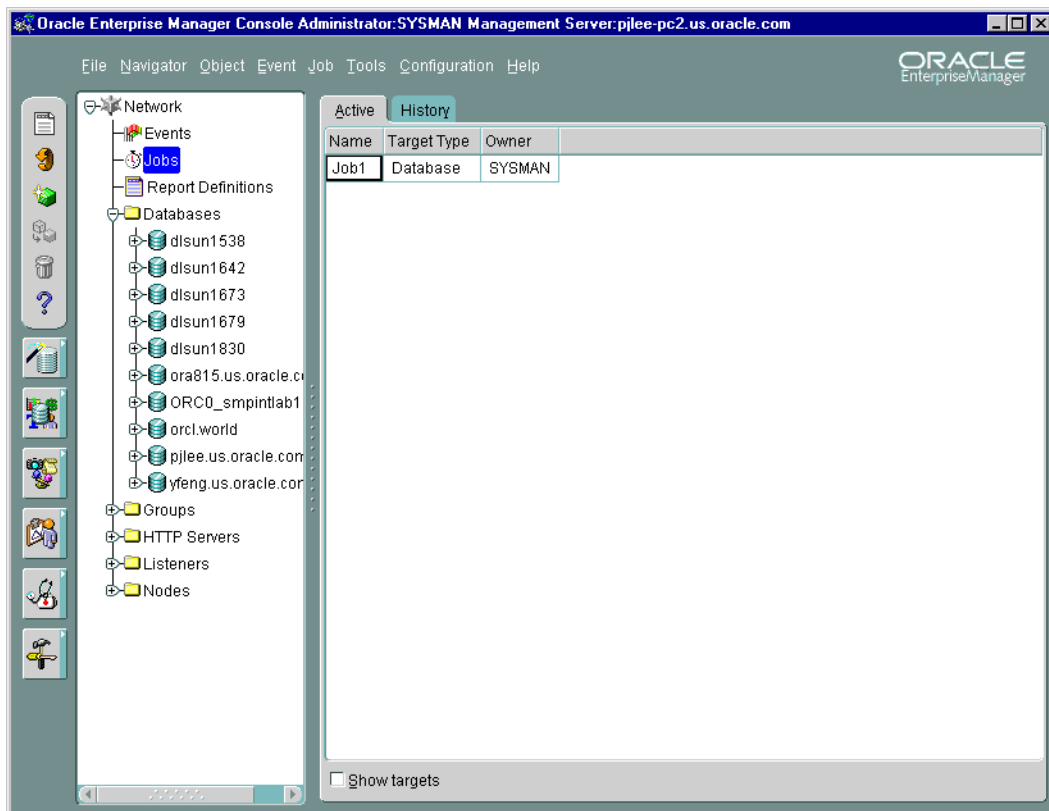 Oracle Enterprise Manager Console Administrator:SYSMAN Management Server:pjlee-pc2.us.oracle.com
File Navigator Object Event Job Tools Configuration Help
ORACLE
EnterpriseManager
Network
Events
Jobs
Report Definitions
Databases
dlsun1538
dlsun1642
dlsun1673
dlsun1679
dlsun1830
ora815.us.oracle.c
ORC0_smpintlab1
orcl.world
pjlee.us.oracle.com
yfeng.us.oracle.cor
Groups
HTTP Servers
Listeners
Nodes
Active History
Name Target Type Owner
Job1 Database SYSMAN
Show targets